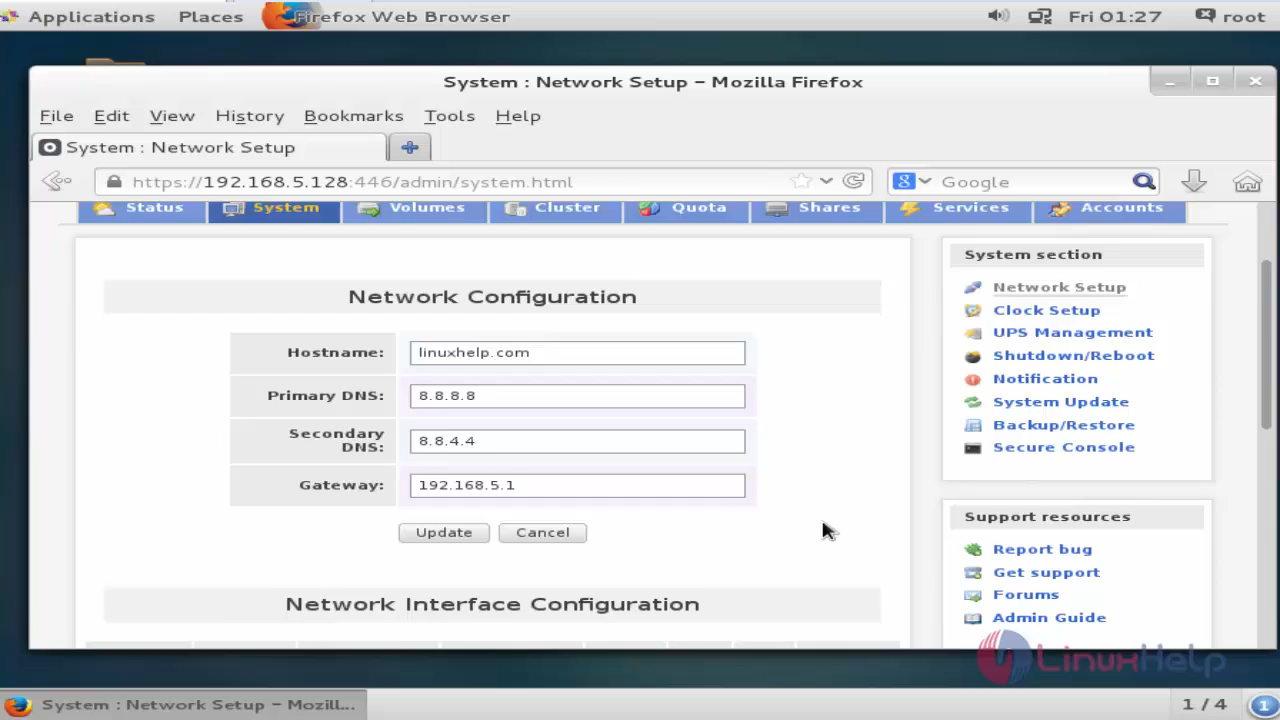 Applications Places Firefox Web Browser Fri 01:27 root
System : Network Setup - Mozilla Firefox
File Edit View History Bookmarks Tools Help
System : Network Setup
https://192.168.5.128:446/admin/system.html Google
Status System Volumes Cluster Quota Shares Services Accounts
Network Configuration
Hostname: linuxhelp.com
Primary DNS: 8.8.8.8
Secondary
DNS: 8.8.4.4
Gateway: 192.168.5.1
Update Cancel
Network Interface Configuration
System section
Network Setup
Clock Setup
UPS Management
Shutdown/Reboot
Notification
System Update
Backup/Restore
Secure Console
Support resources
Report bug
Get support
Forums
Admin Guide
LinuxHelp
System : Network Setup - Mozill... 1 / 4 1